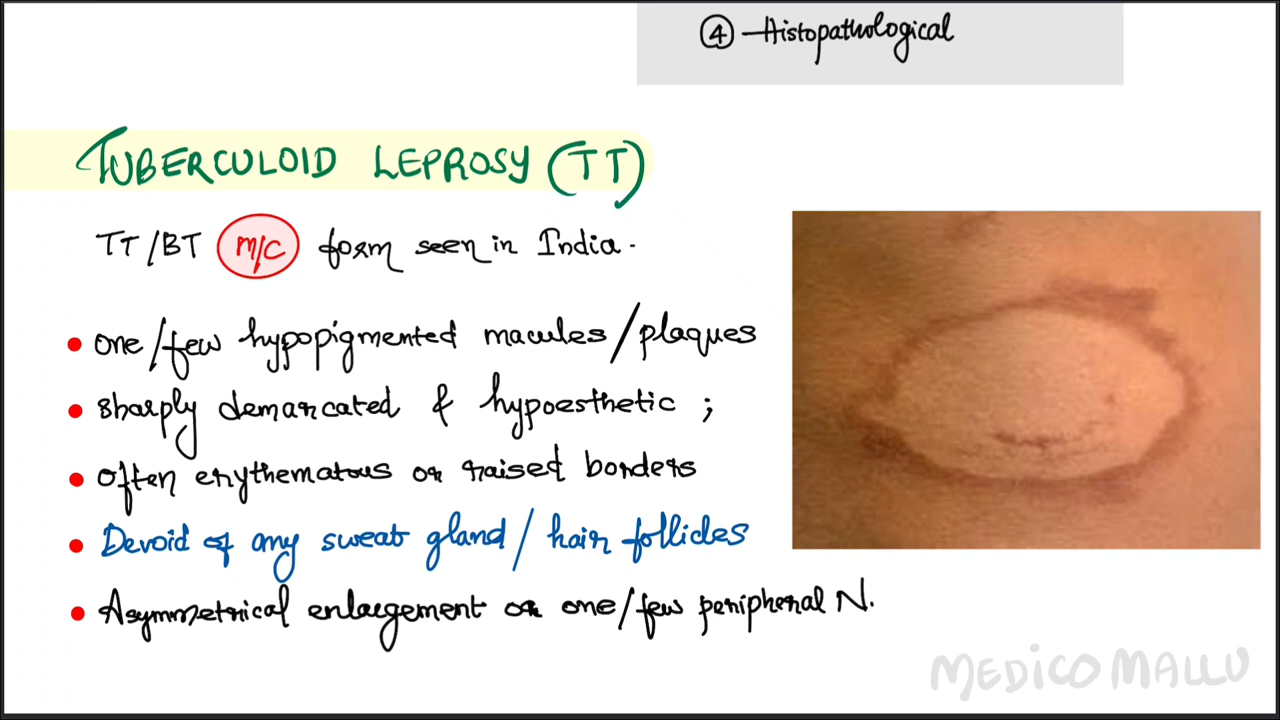 ④ Histopathological
TUBERCULOID LEPROSY (TT)
TT/BT m/c form seen in India.
• one/few hypopigmented macules/plaques
• sharply demarcated & hypoesthetic ;
• often erythematous or raised borders
• Devoid of any sweat gland / hair follicles
• Asymmetrical enlargement or one/few peripheral N.
MEDICO MALLU